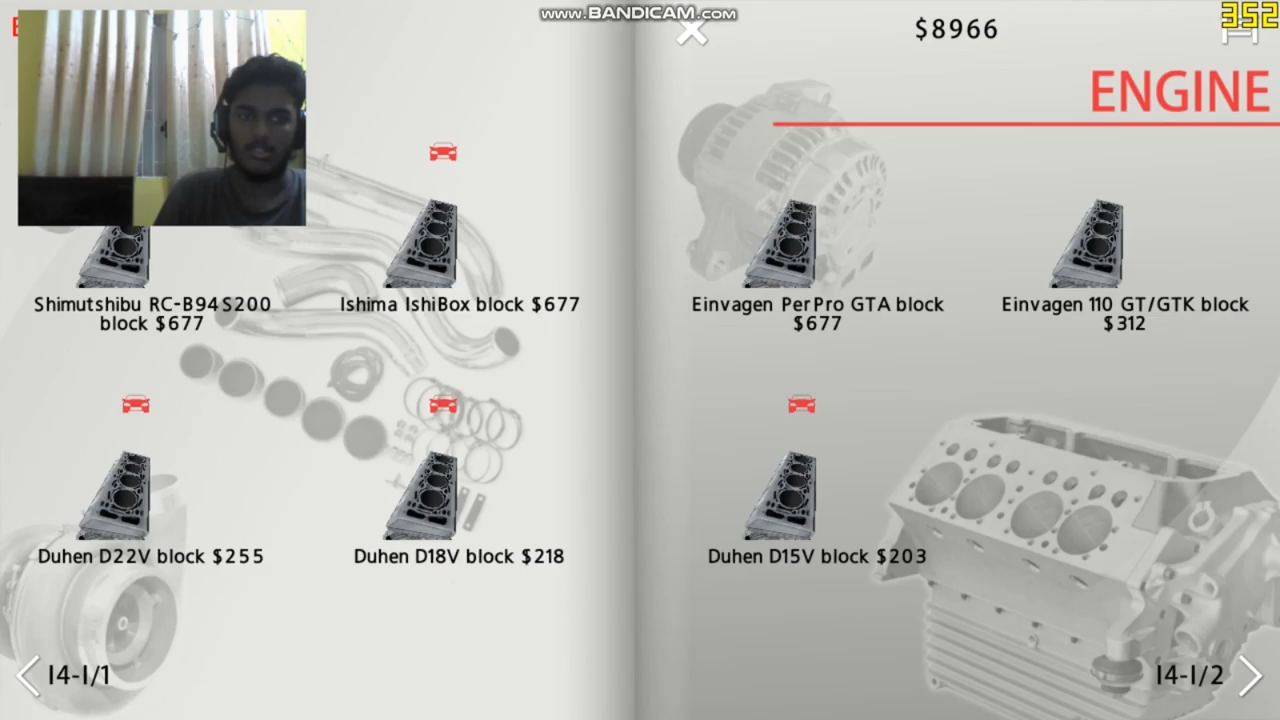 www.BANDICAM.com
352
$8966
ENGINE
Shimutshibu RC-B94S200
block $677
Ishima IshiBox block $677
Einvagen PerPro GTA block
$677
Einvagen 110 GT/GTK block
$312
Duhen D22V block $255
Duhen D18V block $218
Duhen D15V block $203
I4-I/1
I4-I/2